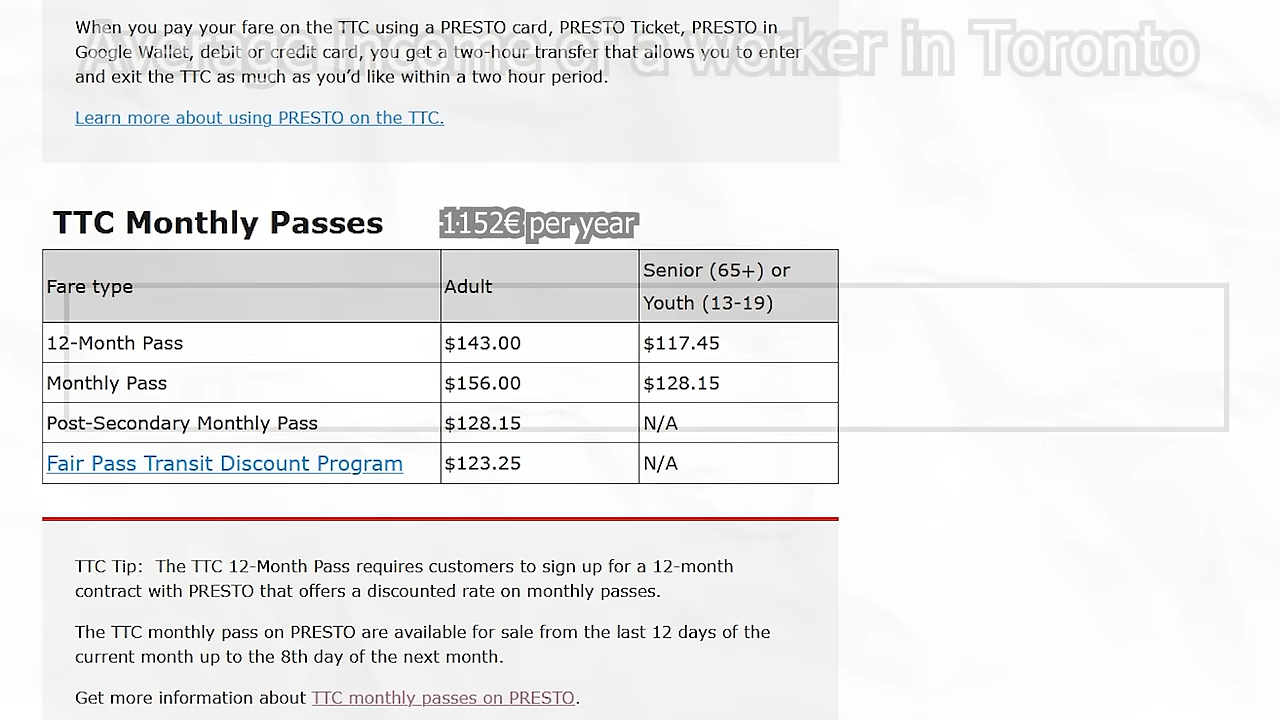 Average income of a worker in Toronto
When you pay your fare on the TTC using a PRESTO card, PRESTO Ticket, PRESTO in
Google Wallet, debit or credit card, you get a two-hour transfer that allows you to enter
and exit the TTC as much as you’d like within a two hour period.
Learn more about using PRESTO on the TTC.
TTC Monthly Passes 1152€ per year
Fare type Adult Senior (65+) or
Youth (13-19)
12-Month Pass $143.00 $117.45
Monthly Pass $156.00 $128.15
Post-Secondary Monthly Pass $128.15 N/A
Fair Pass Transit Discount Program $123.25 N/A
TTC Tip: The TTC 12-Month Pass requires customers to sign up for a 12-month
contract with PRESTO that offers a discounted rate on monthly passes.
The TTC monthly pass on PRESTO are available for sale from the last 12 days of the
current month up to the 8th day of the next month.
Get more information about TTC monthly passes on PRESTO.